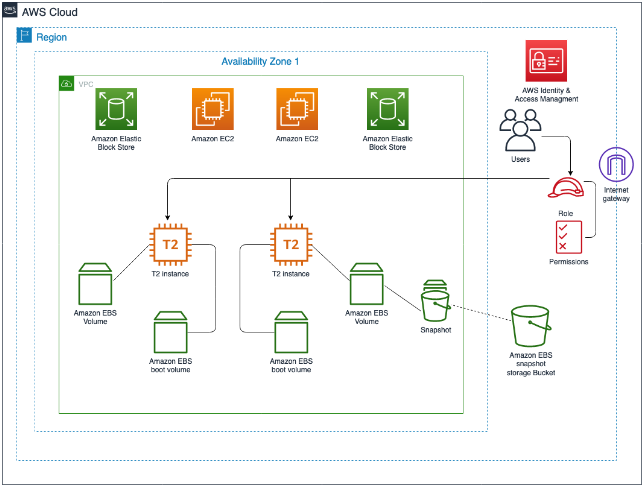 aws
AWS Cloud
Region
Availability Zone 1
VPC
Amazon Elastic
Block Store
Amazon EC2
Amazon EC2
Amazon Elastic
Block Store
AWS Identity &
Access Managment
Users
Internet
gateway
Role
Permissions
T2
T2 instance
T2
T2 instance
Amazon EBS
Volume
Amazon EBS
boot volume
Amazon EBS
boot volume
Amazon EBS
Volume
Snapshot
Amazon EBS
snapshot
storage Bucket